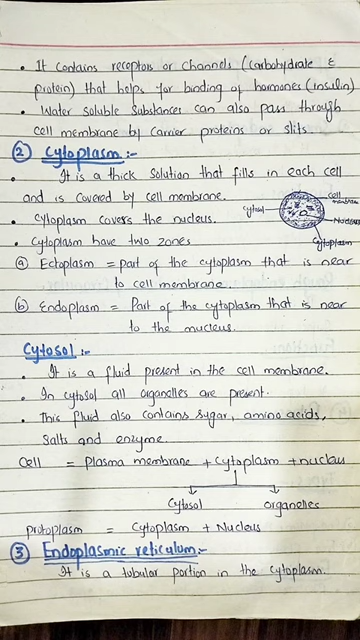 • It contains receptors or channels (carbohydrate &
protein) that helps for binding of hormones (insulin)
• Water soluble substances can also pass through
cell membrane by carrier proteins or slits.
② Cytoplasm:-
• It is a thick solution that fills in each cell
and is covered by cell membrane.
• Cytoplasm covers the nucleus.
• Cytoplasm have two zones
cytosol
cell
membrane
Nucleus
Cytoplasm
ⓐ Ectoplasm = part of the cytoplasm that is near
to cell membrane
ⓑ Endoplasm = Part of the cytoplasm that is near
to the nucleus.
Cytosol:-
• It is a fluid present in the cell membrane.
• In cytosol all organelles are present.
• This fluid also contains sugar, amino acids,
salts and enzyme.
Cell = Plasma membrane + Cytoplasm + nucleus
Cytosol organelles
protoplasm = Cytoplasm + Nucleus
③ Endoplasmic reticulum:-
It is a tubular portion in the cytoplasm.